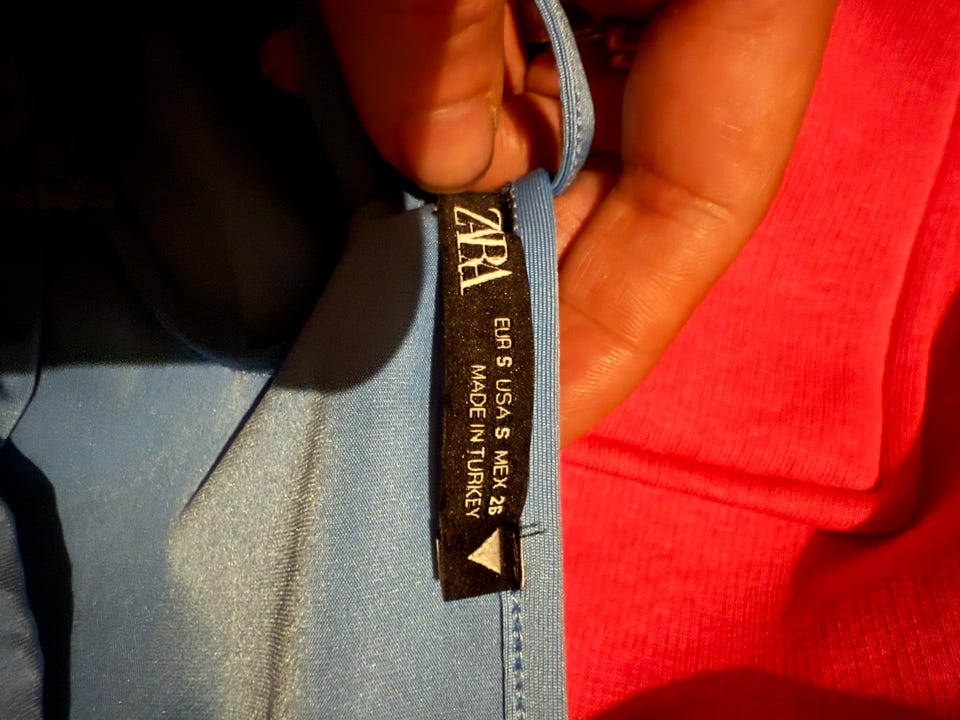 ZARA
EUR S USA S MEX 26
MADE IN TURKEY